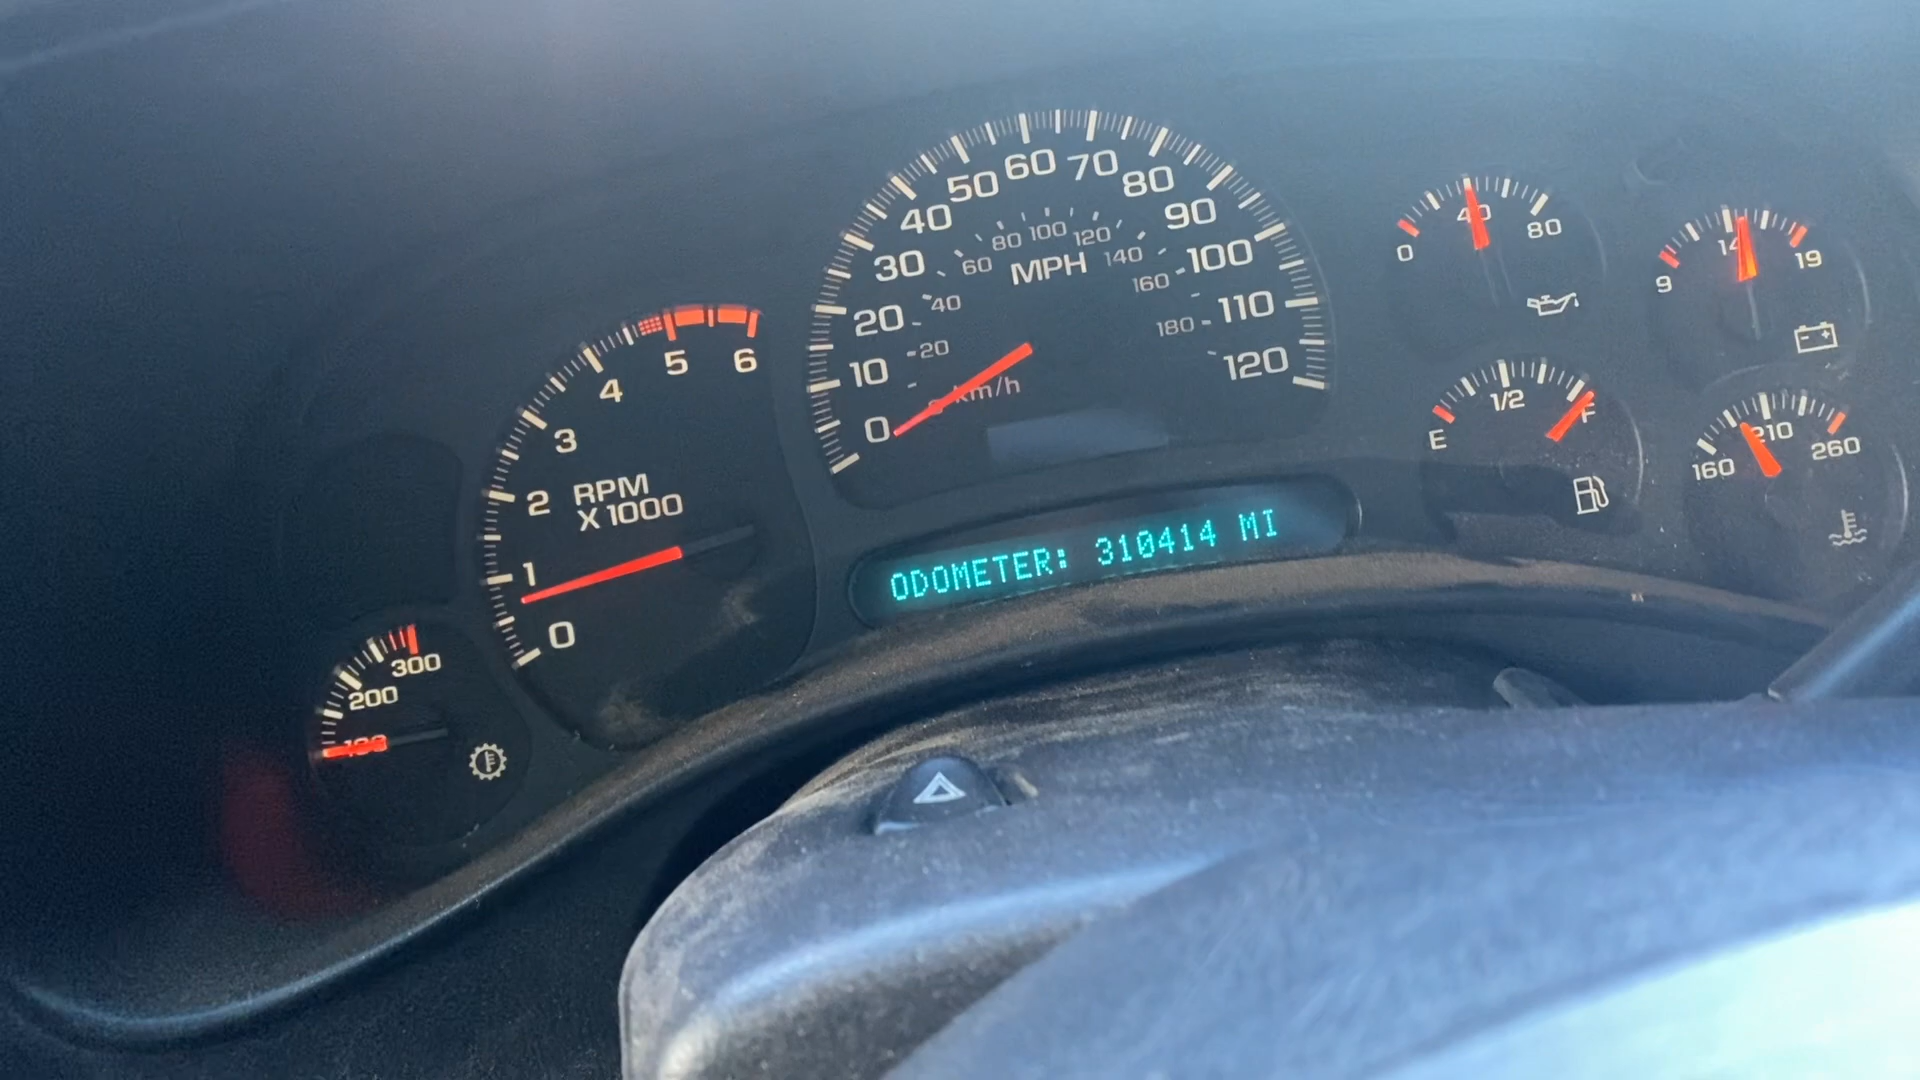 0 10 20 30 40 50 60 70 80 90 100 110 120
20 40 60 80 100 120 140 160 180
MPH
km/h
0 1 2 3 4 5 6
RPM
X 1000
ODOMETER: 310414 MI
200 300
0 40 80
9 14 19
E 1/2 F
160 210 260